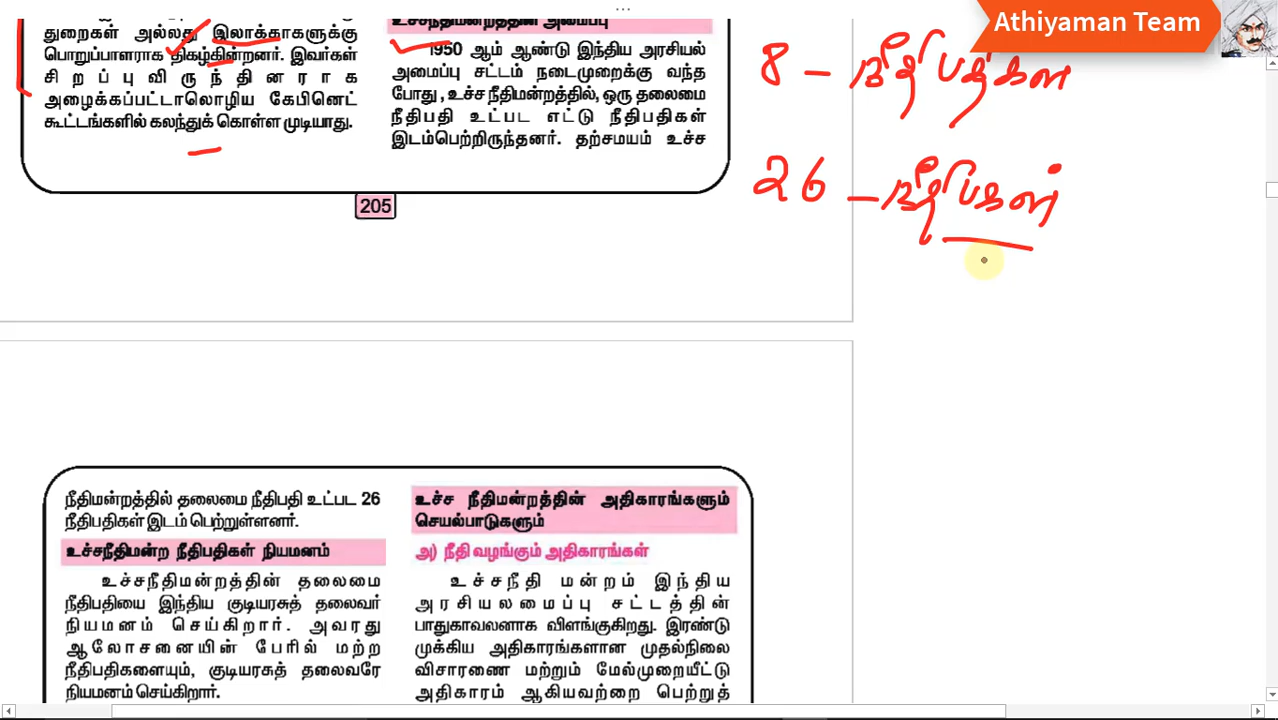 Athiyaman Team
துறைகள் அல்லது இலாக்காகளுக்கு
பொறுப்பாளராக திகழ்கின்றனர். இவர்கள்
சிறப்புவிருந்தினராக
அழைக்கப்பட்டாலொழிய கேபினெட்
கூட்டங்களில் கலந்துக் கொள்ள முடியாது.
உச்சநீதிமன்றத்தின் அமைப்பு
1950 ஆம் ஆண்டு இந்திய அரசியல்
அமைப்பு சட்டம் நடைமுறைக்கு வந்த
போது , உச்ச நீதிமன்றத்தில், ஒரு தலைமை
நீதிபதி உட்பட எட்டு நீதிபதிகள்
இடம்பெற்றிருந்தனர். தற்சமயம் உச்ச
8 –
26 –
205
நீதிமன்றத்தில் தலைமை நீதிபதி உட்பட 26
நீதிபதிகள் இடம் பெற்றுள்ளனர்.
உச்சநீதிமன்ற நீதிபதிகள் நியமனம்
உச்சநீதிமன்றத்தின் தலைமை
நீதிபதியை இந்திய குடியரசுத் தலைவர்
நியமனம் செய்கிறார். அவரது
ஆலோசனையின் பேரில் மற்ற
நீதிபதிகளையும், குடியரசுத் தலைவரே
நியமனம் செய்கிறார்.
உச்ச நீதிமன்றத்தின் அதிகாரங்களும்
செயல்பாடுகளும்
அ) நீதி வழங்கும் அதிகாரங்கள்
உச்சநீதி மன்றம் இந்திய
அரசியலமைப்பு சட்டத்தின்
பாதுகாவலனாக விளங்குகிறது. இரண்டு
முக்கிய அதிகாரங்களான முதல்நிலை
விசாரணை மற்றும் மேல்முறையீட்டு
அதிகாரம் ஆகியவற்றை பெற்றுத்